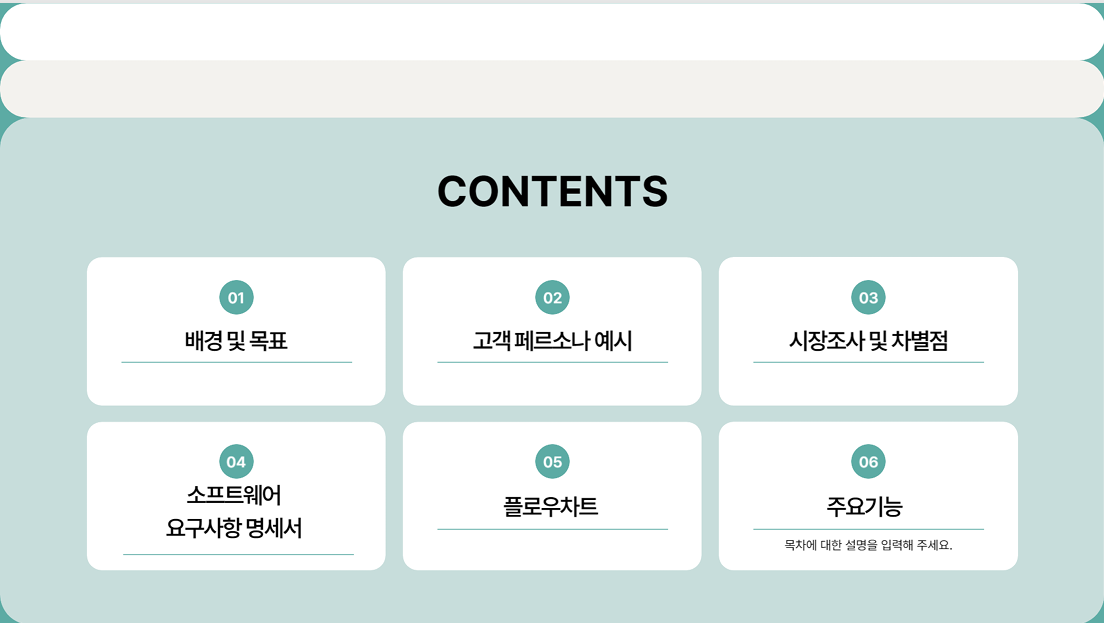 CONTENTS
01
배경 및 목표
02
고객 페르소나 예시
03
시장조사 및 차별점
04
소프트웨어
요구사항 명세서
05
플로우차트
06
주요기능
목차에 대한 설명을 입력해 주세요.